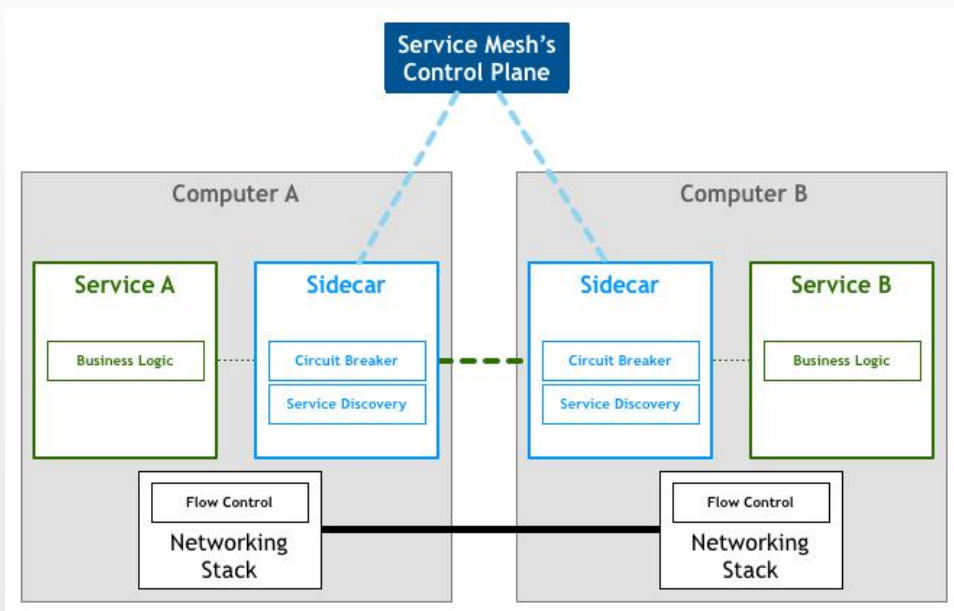 Service Mesh's
Control Plane
Computer A
Computer B
Service A
Sidecar
Sidecar
Service B
Business Logic
Circuit Breaker
Circuit Breaker
Business Logic
Service Discovery
Service Discovery
Flow Control
Flow Control
Networking
Stack
Networking
Stack